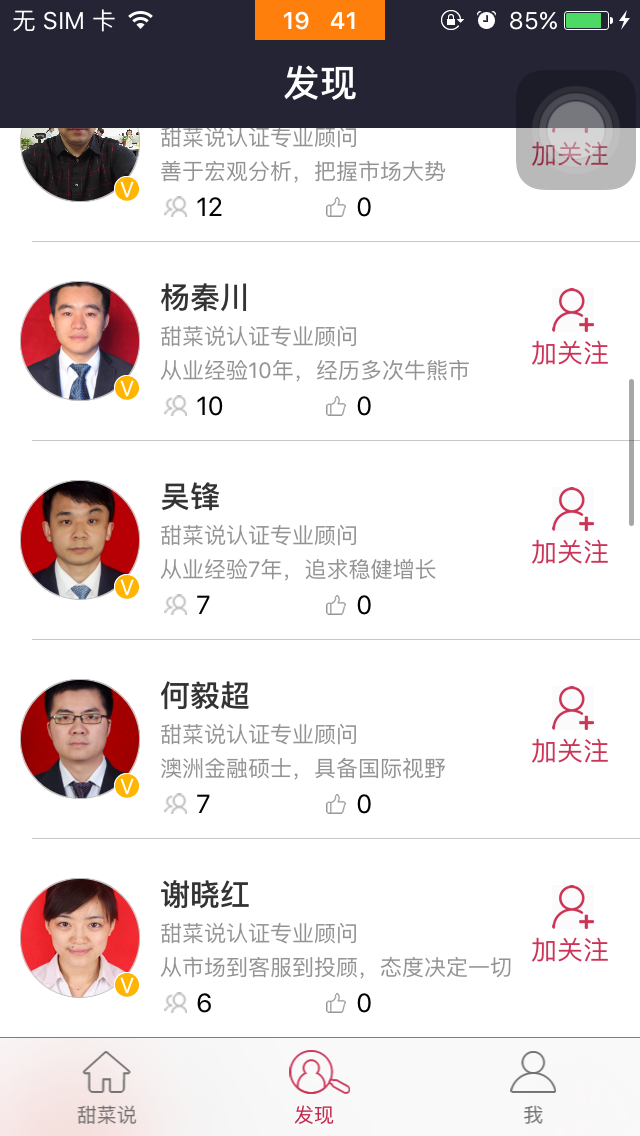 无 SIM 卡 19 41 85%
发现
甜菜说认证专业顾问
善于宏观分析，把握市场大势
加关注
12 0
杨秦川
甜菜说认证专业顾问
从业经验10年，经历多次牛熊市
加关注
10 0
吴锋
甜菜说认证专业顾问
从业经验7年，追求稳健增长
加关注
7 0
何毅超
甜菜说认证专业顾问
澳洲金融硕士，具备国际视野
加关注
7 0
谢晓红
甜菜说认证专业顾问
从市场到客服到投顾，态度决定一切
加关注
6 0
甜菜说 发现 我